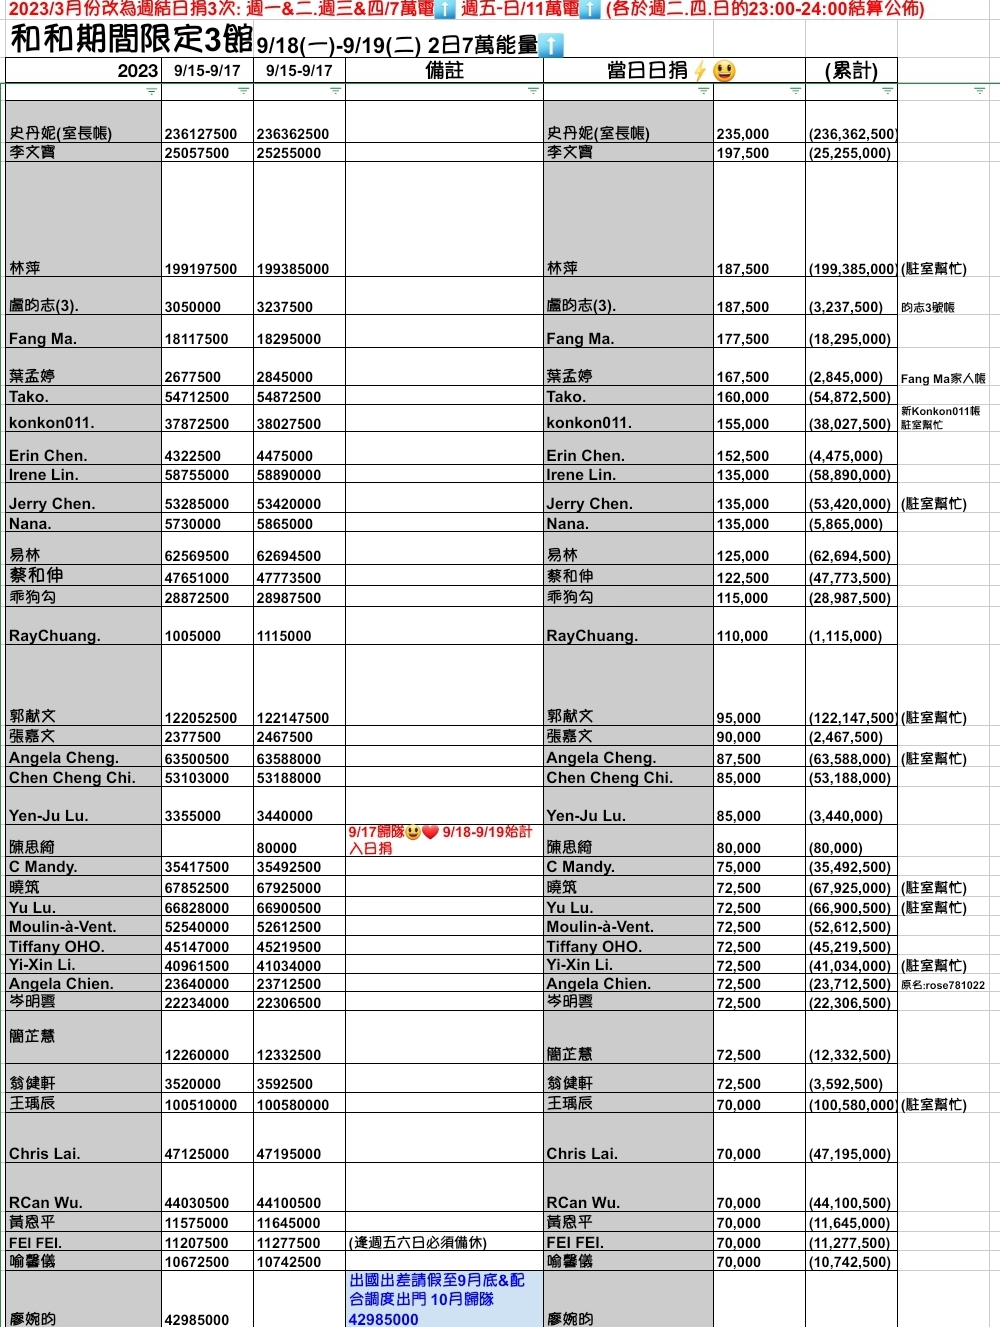 2023/3月份改為週結日捐3次: 週一&二.週三&四/7萬電⬆️ 週五-日/11萬電⬆️ (各於週二.四.日的23:00-24:00結算公佈)
和和期間限定3館9/18(一)-9/19(二) 2日7萬能量⬆️
2023 9/15-9/17 9/15-9/17 備註 當日日捐⚡😃 (累計)
史丹妮(室長帳) 236127500 236362500 史丹妮(室長帳) 235,000 (236,362,500)
李文寶 25057500 25255000 李文寶 197,500 (25,255,000)
林萍 199197500 199385000 林萍 187,500 (199,385,000) (駐室幫忙)
盧昀志(3). 3050000 3237500 盧昀志(3). 187,500 (3,237,500) 昀志3號帳
Fang Ma. 18117500 18295000 Fang Ma. 177,500 (18,295,000)
葉孟婷 2677500 2845000 葉孟婷 167,500 (2,845,000) Fang Ma家人帳
Tako. 54712500 54872500 Tako. 160,000 (54,872,500)
konkon011. 37872500 38027500 konkon011. 155,000 (38,027,500) 新Konkon011帳
駐室幫忙
Erin Chen. 4322500 4475000 Erin Chen. 152,500 (4,475,000)
Irene Lin. 58755000 58890000 Irene Lin. 135,000 (58,890,000)
Jerry Chen. 53285000 53420000 Jerry Chen. 135,000 (53,420,000) (駐室幫忙)
Nana. 5730000 5865000 Nana. 135,000 (5,865,000)
易林 62569500 62694500 易林 125,000 (62,694,500)
蔡和伸 47651000 47773500 蔡和伸 122,500 (47,773,500)
乖狗勾 28872500 28987500 乖狗勾 115,000 (28,987,500)
RayChuang. 1005000 1115000 RayChuang. 110,000 (1,115,000)
郭献文 122052500 122147500 郭献文 95,000 (122,147,500) (駐室幫忙)
張嘉文 2377500 2467500 張嘉文 90,000 (2,467,500)
Angela Cheng. 63500500 63588000 Angela Cheng. 87,500 (63,588,000) (駐室幫忙)
Chen Cheng Chi. 53103000 53188000 Chen Cheng Chi. 85,000 (53,188,000)
Yen-Ju Lu. 3355000 3440000 Yen-Ju Lu. 85,000 (3,440,000)
9/17歸隊😃❤️ 9/18-9/19始計
陳思綺 80000 入日捐 陳思綺 80,000 (80,000)
C Mandy. 35417500 35492500 C Mandy. 75,000 (35,492,500)
曉筑 67852500 67925000 曉筑 72,500 (67,925,000) (駐室幫忙)
Yu Lu. 66828000 66900500 Yu Lu. 72,500 (66,900,500) (駐室幫忙)
Moulin-à-Vent. 52540000 52612500 Moulin-à-Vent. 72,500 (52,612,500)
Tiffany OHO. 45147000 45219500 Tiffany OHO. 72,500 (45,219,500)
Yi-Xin Li. 40961500 41034000 Yi-Xin Li. 72,500 (41,034,000) (駐室幫忙)
Angela Chien. 23640000 23712500 Angela Chien. 72,500 (23,712,500) 原名:rose781022
岑明雲 22234000 22306500 岑明雲 72,500 (22,306,500)
簡芷慧 12260000 12332500 簡芷慧 72,500 (12,332,500)
翁健軒 3520000 3592500 翁健軒 72,500 (3,592,500)
王瑀辰 100510000 100580000 王瑀辰 70,000 (100,580,000) (駐室幫忙)
Chris Lai. 47125000 47195000 Chris Lai. 70,000 (47,195,000)
RCan Wu. 44030500 44100500 RCan Wu. 70,000 (44,100,500)
黃恩平 11575000 11645000 黃恩平 70,000 (11,645,000)
FEI FEI. 11207500 11277500 (逢週五六日必須備休) FEI FEI. 70,000 (11,277,500)
喻馨儀 10672500 10742500 喻馨儀 70,000 (10,742,500)
出國出差請假至9月底&配
合調度出門 10月歸隊
廖婉昀 42985000 42985000 廖婉昀